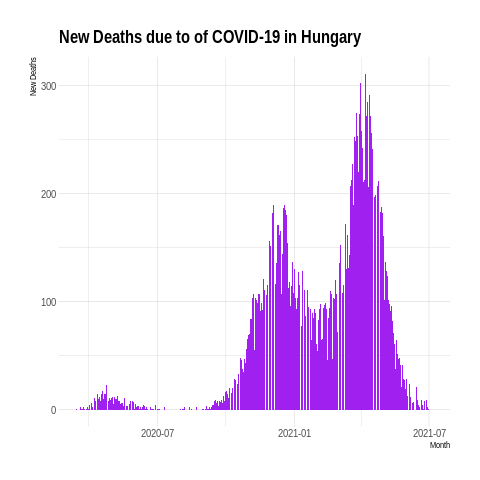 New Deaths due to of COVID-19 in Hungary
New Deaths
300
200
100
0
2020-07
2021-01
2021-07
Month